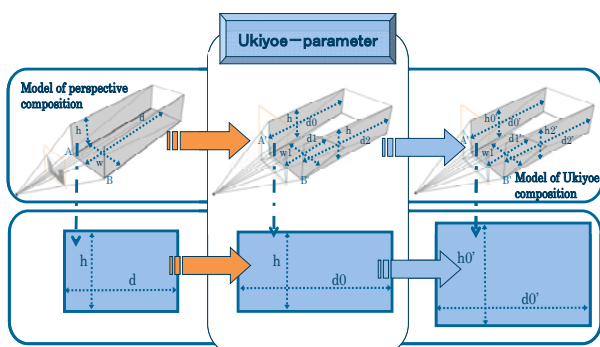 Ukiyoe−parameter
Model of perspective
composition
h
d
A
w
B
h
d0
A'
d1
h
w1
d2
B'
h0'
d0'
h2'
A'
d1'
w1
d2'
B'
Model of Ukiyoe
composition
h
d
h
d0
h0'
d0'